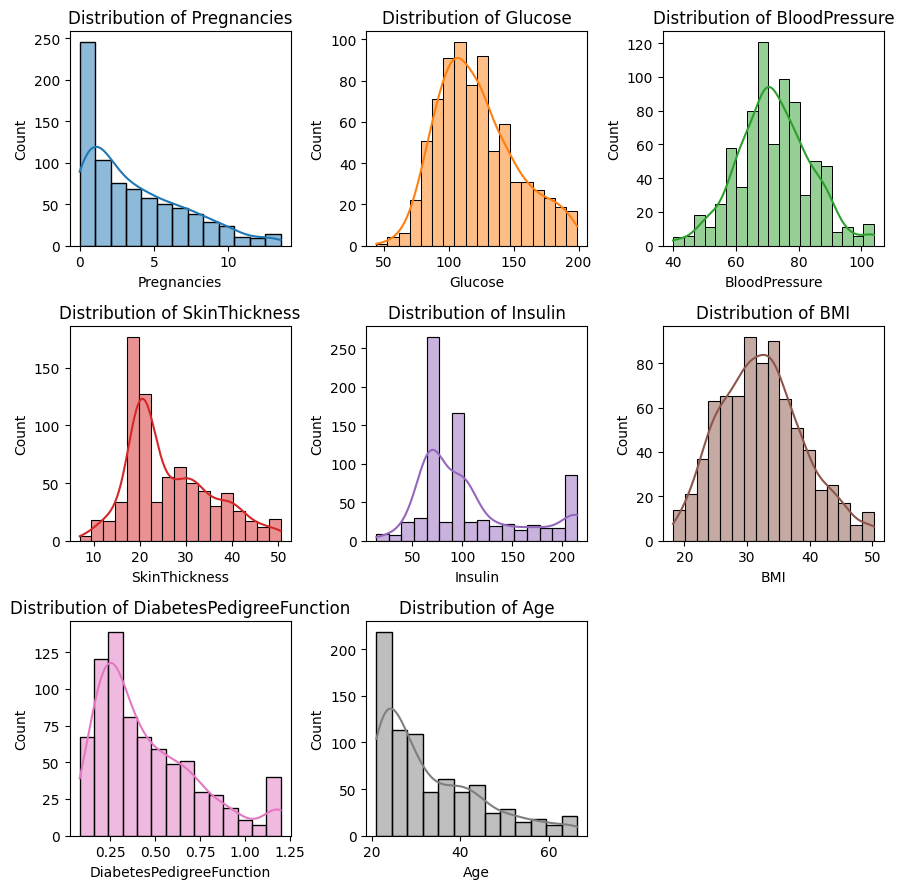 Distribution of Pregnancies
250
200
150
100
50
0
Count
0 5 10
Pregnancies
Distribution of Glucose
100
80
60
40
20
0
Count
50 100 150 200
Glucose
Distribution of BloodPressure
120
100
80
60
40
20
0
Count
40 60 80 100
BloodPressure
Distribution of SkinThickness
150
100
50
0
Count
10 20 30 40 50
SkinThickness
Distribution of Insulin
250
200
150
100
50
0
Count
50 100 150 200
Insulin
Distribution of BMI
80
60
40
20
0
Count
20 30 40 50
BMI
Distribution of DiabetesPedigreeFunction
125
100
75
50
25
0
Count
0.25 0.50 0.75 1.00 1.25
DiabetesPedigreeFunction
Distribution of Age
200
150
100
50
0
Count
20 40 60
Age